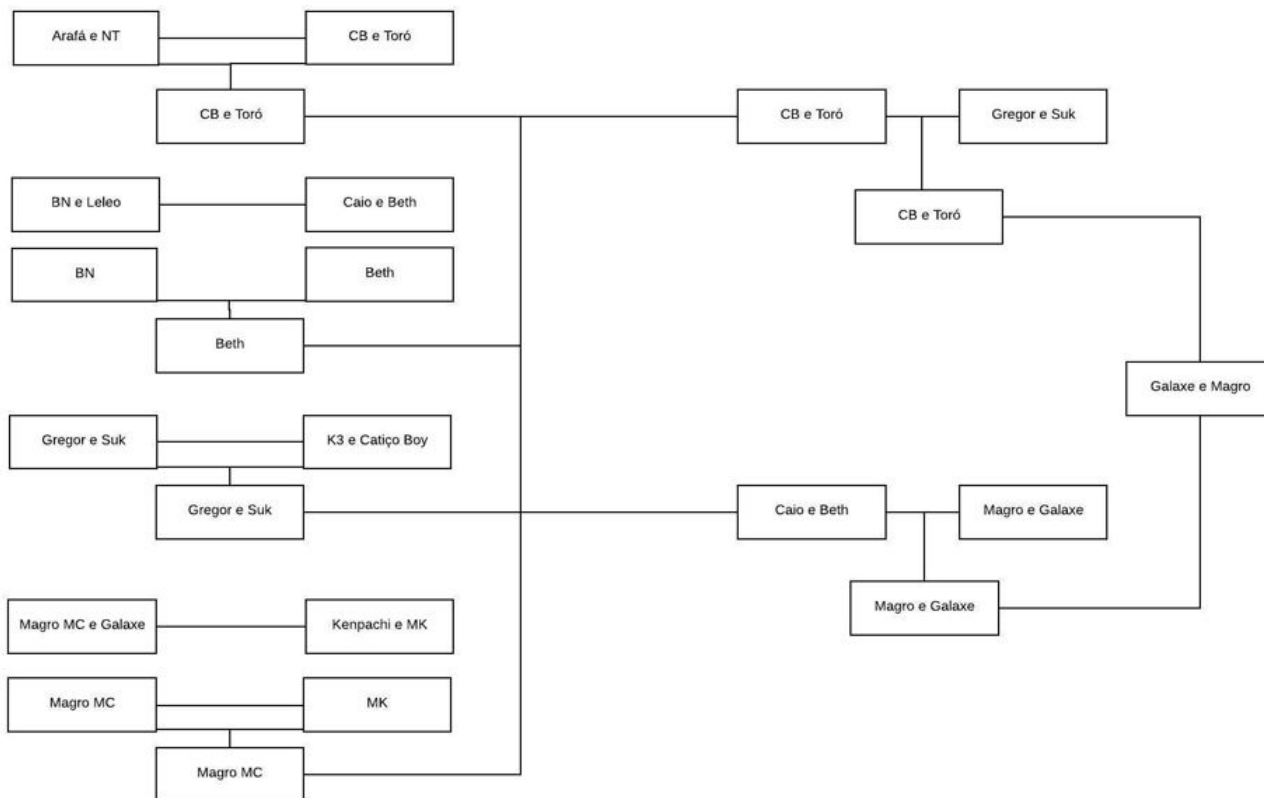 Arafá e NT
CB e Toró
CB e Toró
CB e Toró
Gregor e Suk
BN e Leleo
Caio e Beth
CB e Toró
BN
Beth
Beth
Galaxe e Magro
Gregor e Suk
K3 e Catiço Boy
Gregor e Suk
Caio e Beth
Magro e Galaxe
Magro e Galaxe
Magro MC e Galaxe
Kenpachi e MK
Magro MC
MK
Magro MC